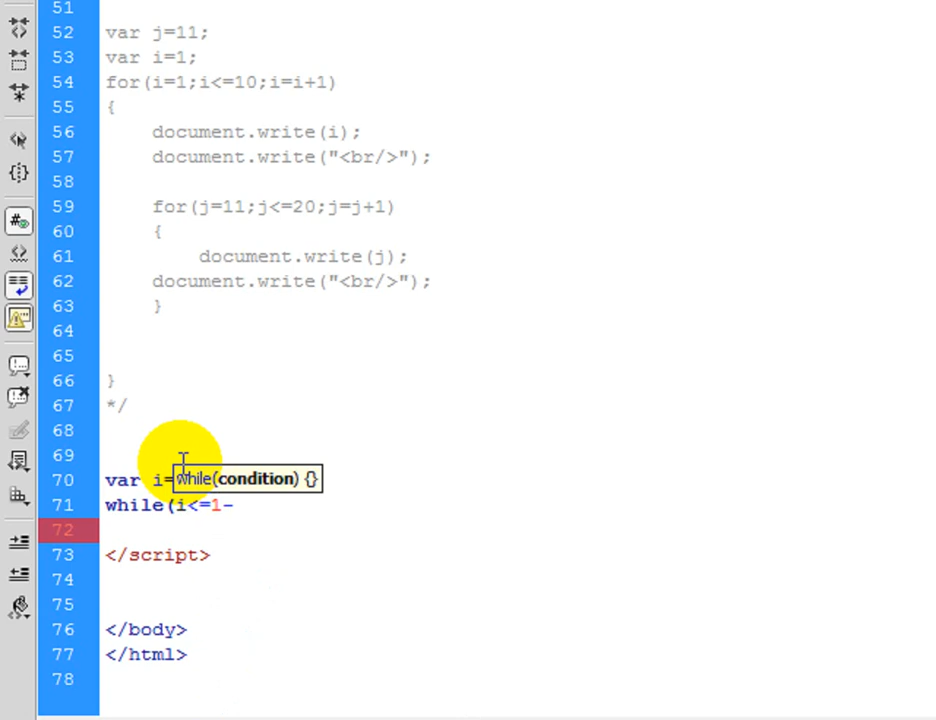 51
52 var j=11;
53 var i=1;
54 for(i=1;i<=10;i=i+1)
55 {
56 document.write(i);
57 document.write("<br/>");
58
59 for(j=11;j<=20;j=j+1)
60 {
61 document.write(j);
62 document.write("<br/>");
63 }
64
65
66 }
67 */
68
69
70 var i= while(condition) {}
71 while(i<=1-
72
73 </script>
74
75
76 </body>
77 </html>
78